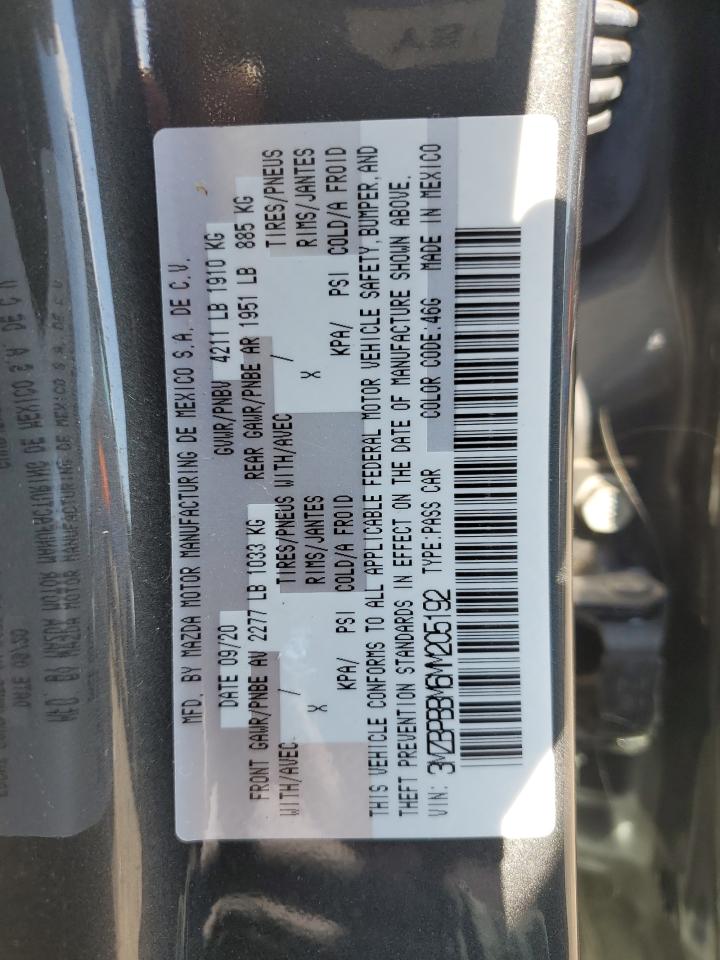 MFD. BY MAZDA MOTOR MANUFACTURING DE MEXICO S.A. DE C.V.
DATE 09/20 GVWR/PNBV 4211 LB 1910 KG
FRONT GAWR/PNBE AV 2277 LB 1033 KG REAR GAWR/PNBE AR 1951 LB 885 KG
WITH/AVEC / TIRES/PNEUS WITH/AVEC / TIRES/PNEUS
X RIMS/JANTES X RIMS/JANTES
KPA/ PSI COLD/A FROID KPA/ PSI COLD/A FROID
THIS VEHICLE CONFORMS TO ALL APPLICABLE FEDERAL MOTOR VEHICLE SAFETY, BUMPER, AND
THEFT PREVENTION STANDARDS IN EFFECT ON THE DATE OF MANUFACTURE SHOWN ABOVE.
VIN: 3MZBPBBM6MM205192 TYPE:PASS CAR COLOR CODE:46G MADE IN MEXICO